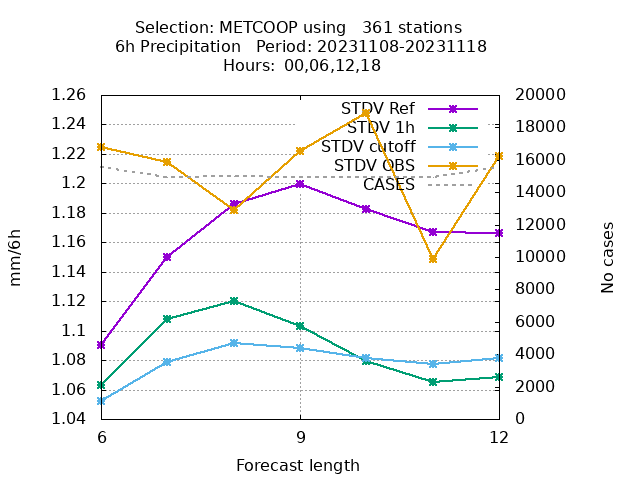 Selection: METCOOP using   361 stations
6h Precipitation   Period: 20231108-20231118
Hours:  00,06,12,18
1.26
1.24
1.22
1.2
1.18
1.16
1.14
1.12
1.1
1.08
1.06
1.04
mm/6h
STDV Ref
STDV 1h
STDV cutoff
STDV OBS
CASES
20000
18000
16000
14000
12000
10000
8000
6000
4000
2000
0
No cases
6
9
12
Forecast length